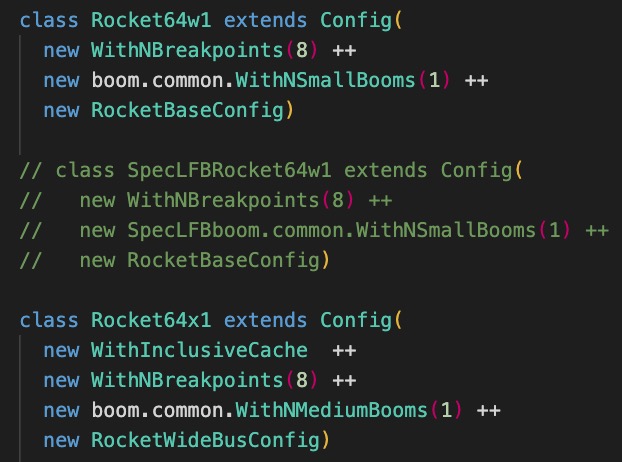 class Rocket64w1 extends Config(
  new WithNBreakpoints(8) ++
  new boom.common.WithNSmallBooms(1) ++
  new RocketBaseConfig)

// class SpecLFBRocket64w1 extends Config(
//   new WithNBreakpoints(8) ++
//   new SpecLFBboom.common.WithNSmallBooms(1) ++
//   new RocketBaseConfig)

class Rocket64x1 extends Config(
  new WithInclusiveCache  ++
  new WithNBreakpoints(8) ++
  new boom.common.WithNMediumBooms(1) ++
  new RocketWideBusConfig)